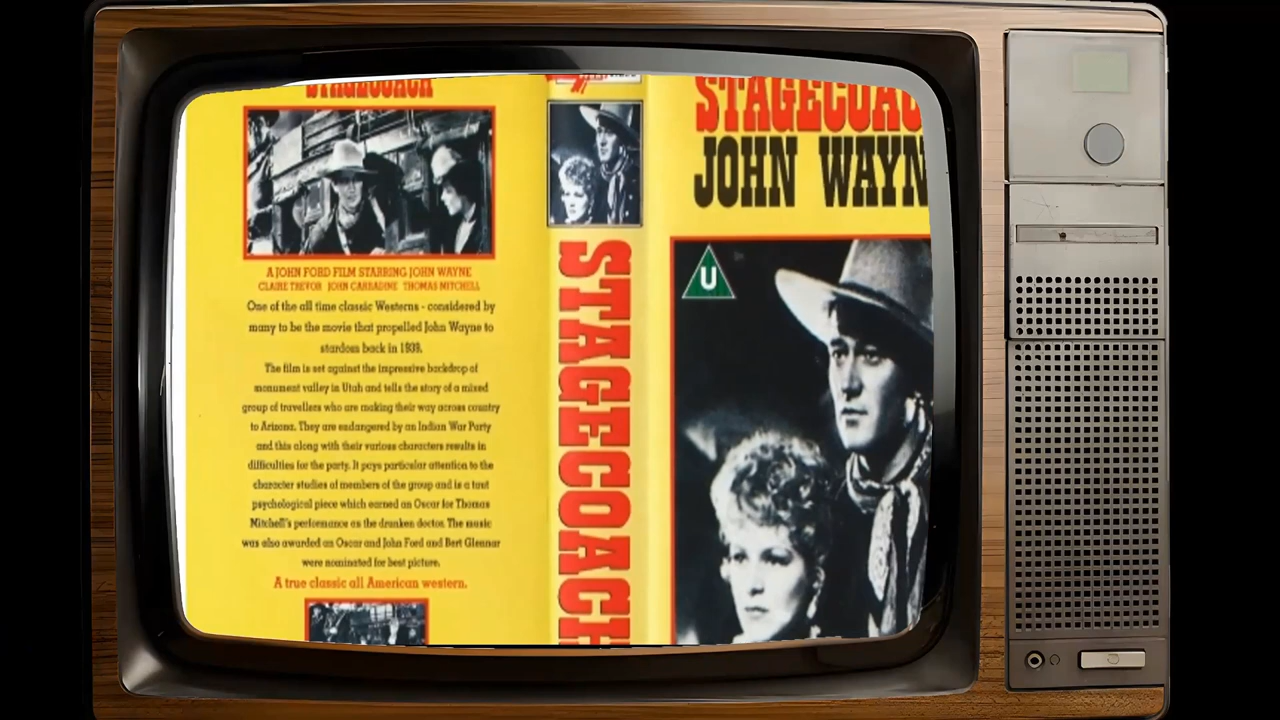 STAGECOACH
A JOHN FORD FILM STARRING JOHN WAYNE
CLAIRE TREVOR JOHN CARRADINE THOMAS MITCHELL
One of the all time classic Westerns - considered by
many to be the movie that propelled John Wayne to
stardom back in 1939.
The film is set against the impressive backdrop of
monument valley in Utah and tells the story of a mixed
group of travellers who are making their way across country
to Arizona. They are endangered by an Indian War Party
and this along with their various characters results in
difficulties for the party. It pays particular attention to the
character studies of members of the group and is a taut
psychological piece which earned an Oscar for Thomas
Mitchell's performance as the drunken doctor. The music
was also awarded an Oscar and John Ford and Bert Glennar
were nominated for best picture.
A true classic all American western.
STAGECOACH
STAGECOAC
JOHN WAYN
U